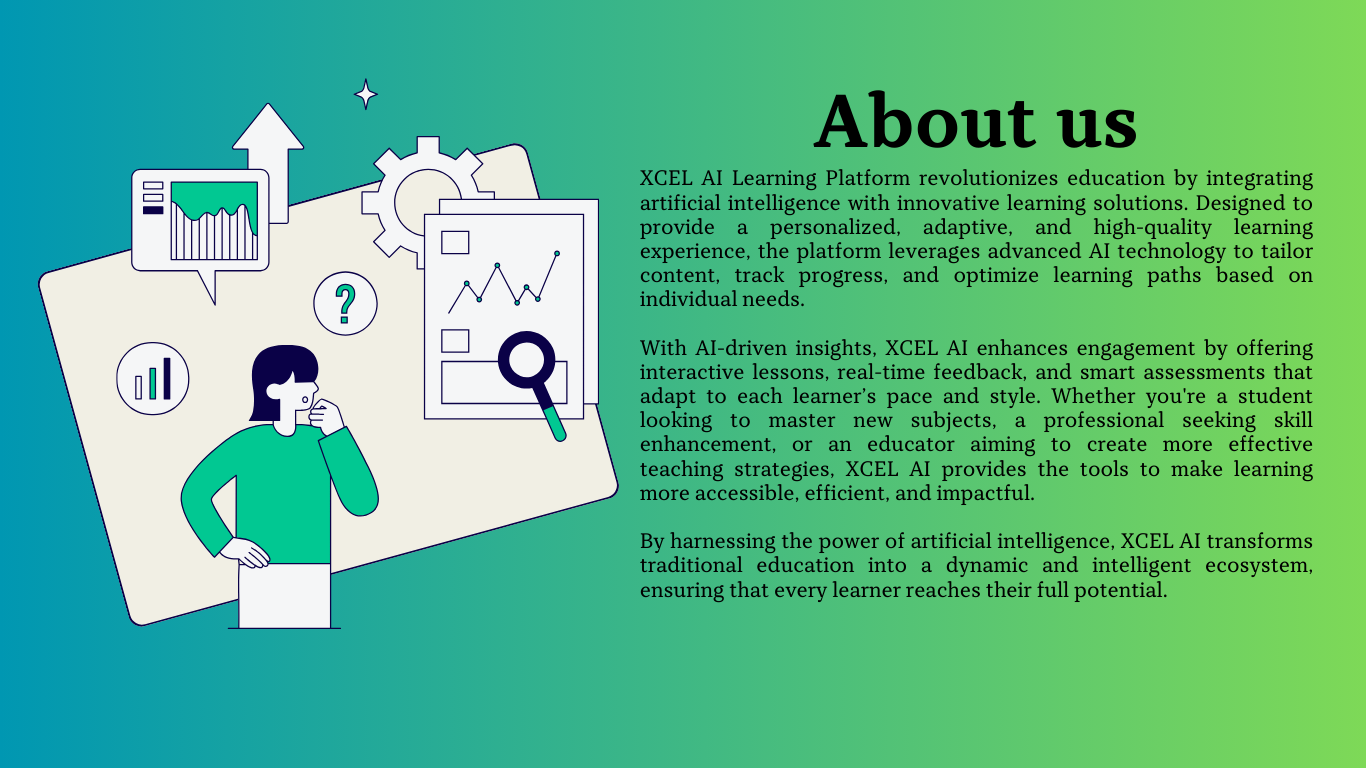 ?
About us
XCEL AI Learning Platform revolutionizes education by integrating
artificial intelligence with innovative learning solutions. Designed to
provide a personalized, adaptive, and high-quality learning
experience, the platform leverages advanced AI technology to tailor
content, track progress, and optimize learning paths based on
individual needs.
With AI-driven insights, XCEL AI enhances engagement by offering
interactive lessons, real-time feedback, and smart assessments that
adapt to each learner’s pace and style. Whether you're a student
looking to master new subjects, a professional seeking skill
enhancement, or an educator aiming to create more effective
teaching strategies, XCEL AI provides the tools to make learning
more accessible, efficient, and impactful.
By harnessing the power of artificial intelligence, XCEL AI transforms
traditional education into a dynamic and intelligent ecosystem,
ensuring that every learner reaches their full potential.